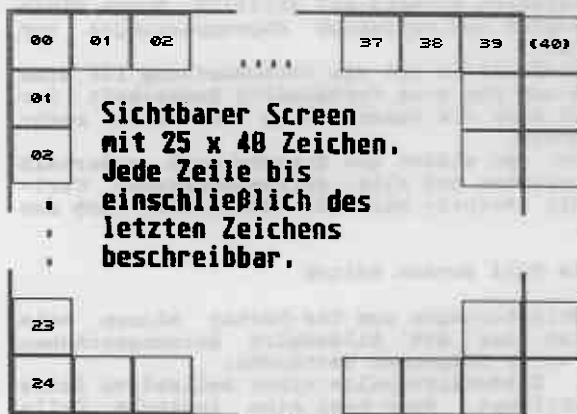 00 01 02 .... 37 38 39 (40)
01
02
Sichtbarer Screen
mit 25 x 40 Zeichen.
Jede Zeile bis
einschließlich des
letzten Zeichens
beschreibbar.
23
24